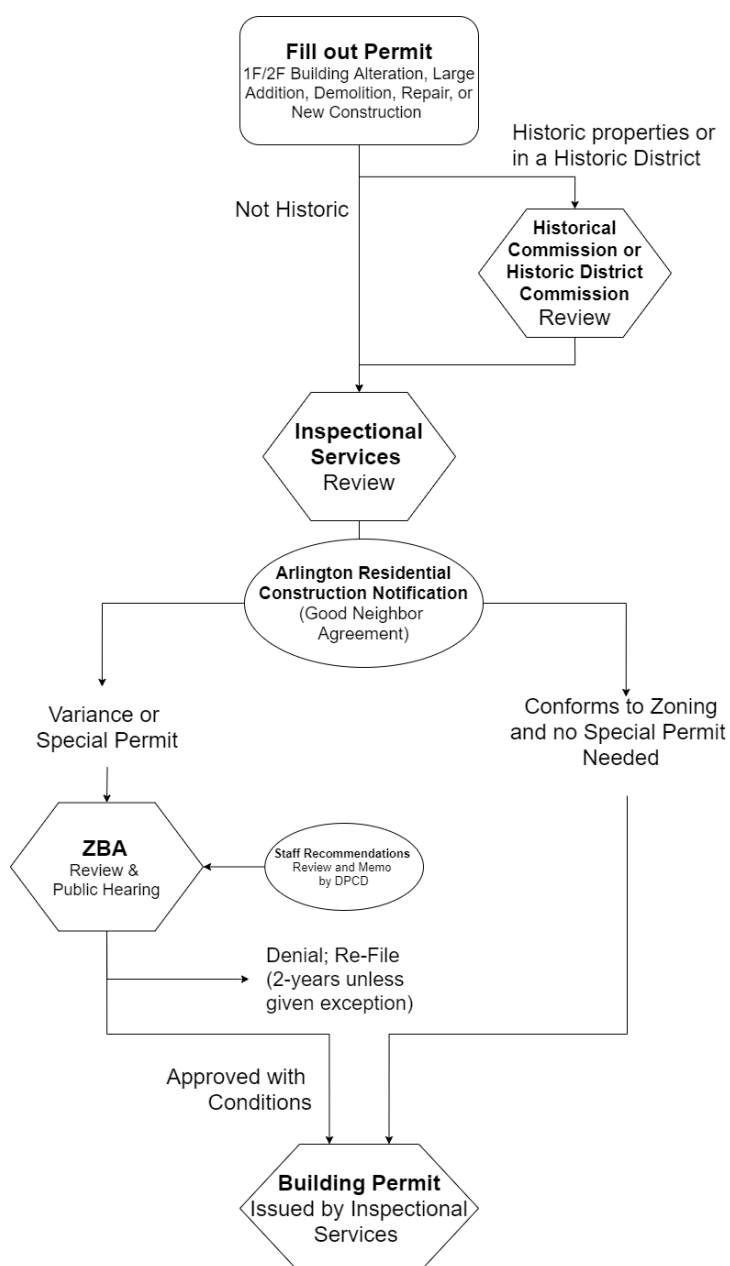 Fill out Permit
1F/2F Building Alteration, Large
Addition, Demolition, Repair, or
New Construction
Historic properties or
in a Historic District
Not Historic
Historical
Commission or
Historic District
Commission
Review
Inspectional
Services
Review
Arlington Residential
Construction Notification
(Good Neighbor
Agreement)
Variance or
Special Permit
Conforms to Zoning
and no Special Permit
Needed
ZBA
Review &
Public Hearing
Staff Recommendations
Review and Memo
by DPCD
Denial; Re-File
(2-years unless
given exception)
Approved with
Conditions
Building Permit
Issued by Inspectional
Services